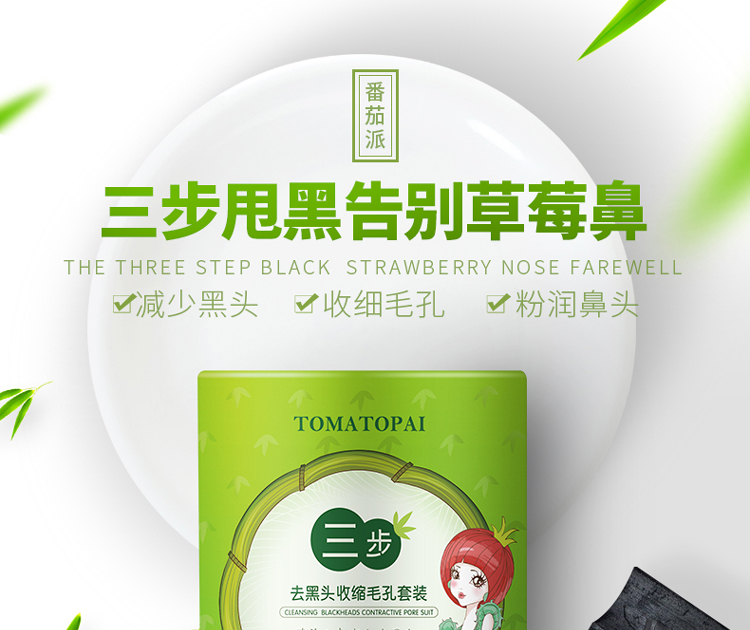 番茄派
三步甩黑告别草莓鼻
THE THREE STEP BLACK STRAWBERRY NOSE FAREWELL
减少黑头 收细毛孔 粉润鼻头
TOMATOPAI
三步
去黑头收缩毛孔套装
CLEANSING BLACKHEADS CONTRACTIVE PORE SUIT